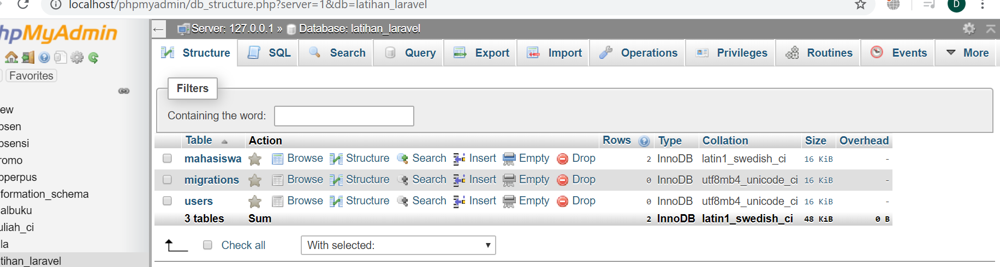 localhost/phpmyadmin/db_structure.php?server=1&db=latihan_laravel
D
hpMyAdmin
Favorites
ew
osen
osensi
romo
pperpus
nformation_schema
albuku
uliah_ci
la
tihan_laravel
Server: 127.0.0.1 » Database: latihan_laravel
Structure SQL Search Query Export Import Operations Privileges Routines Events More
Filters
Containing the word:
Table Action Rows Type Collation Size Overhead
mahasiswa Browse Structure Search Insert Empty Drop 2 InnoDB latin1_swedish_ci 16 KiB -
migrations Browse Structure Search Insert Empty Drop 0 InnoDB utf8mb4_unicode_ci 16 KiB -
users Browse Structure Search Insert Empty Drop 0 InnoDB utf8mb4_unicode_ci 16 KiB -
3 tables Sum 2 InnoDB latin1_swedish_ci 48 KiB 0 B
Check all With selected: